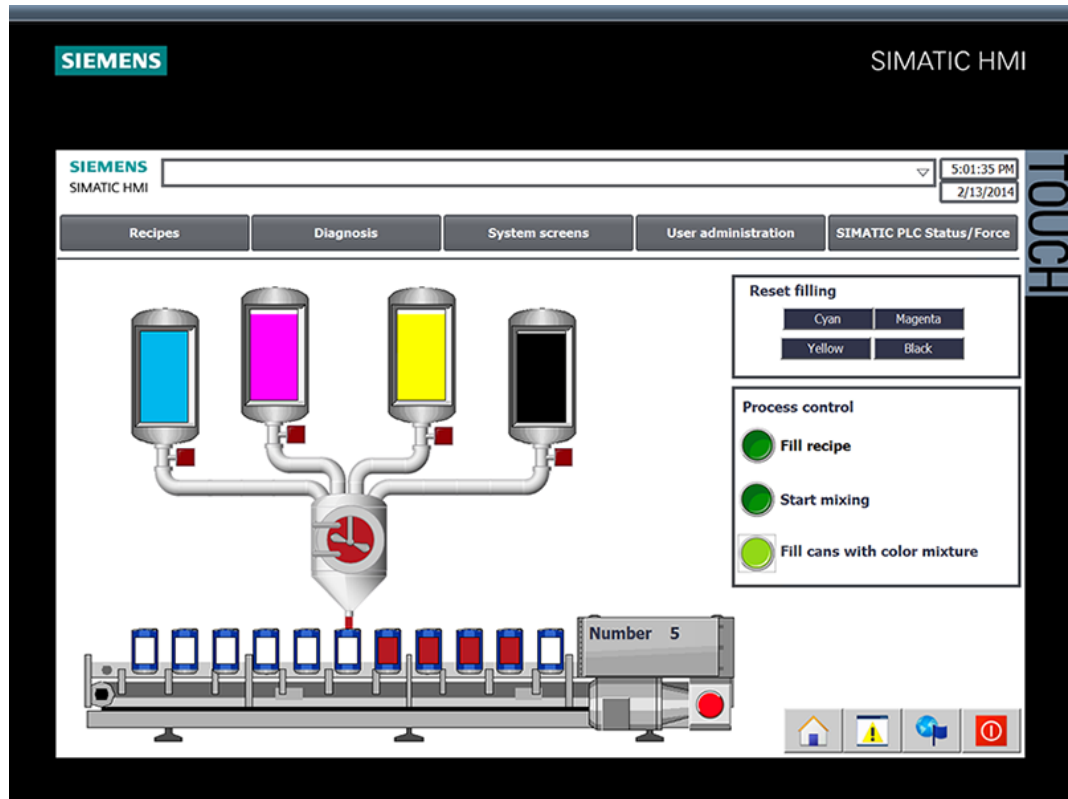 SIEMENS
SIMATIC HMI
TOUCH
SIEMENS
SIMATIC HMI
5:01:35 PM
2/13/2014
Recipes
Diagnosis
System screens
User administration
SIMATIC PLC Status/Force
Reset filling
Cyan
Magenta
Yellow
Black
Process control
Fill recipe
Start mixing
Fill cans with color mixture
Number 5